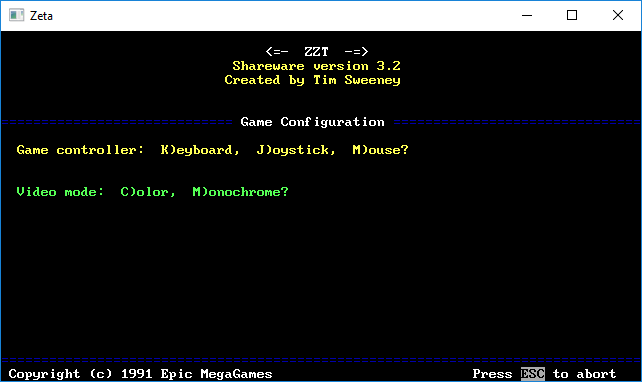 Zeta
<=-  ZZT  -=>
Shareware version 3.2
Created by Tim Sweeney
Game Configuration
Game controller:  K)eyboard,  J)oystick,  M)ouse?
Video mode:  C)olor,  M)onochrome?
Copyright (c) 1991 Epic MegaGames    Press ESC to abort